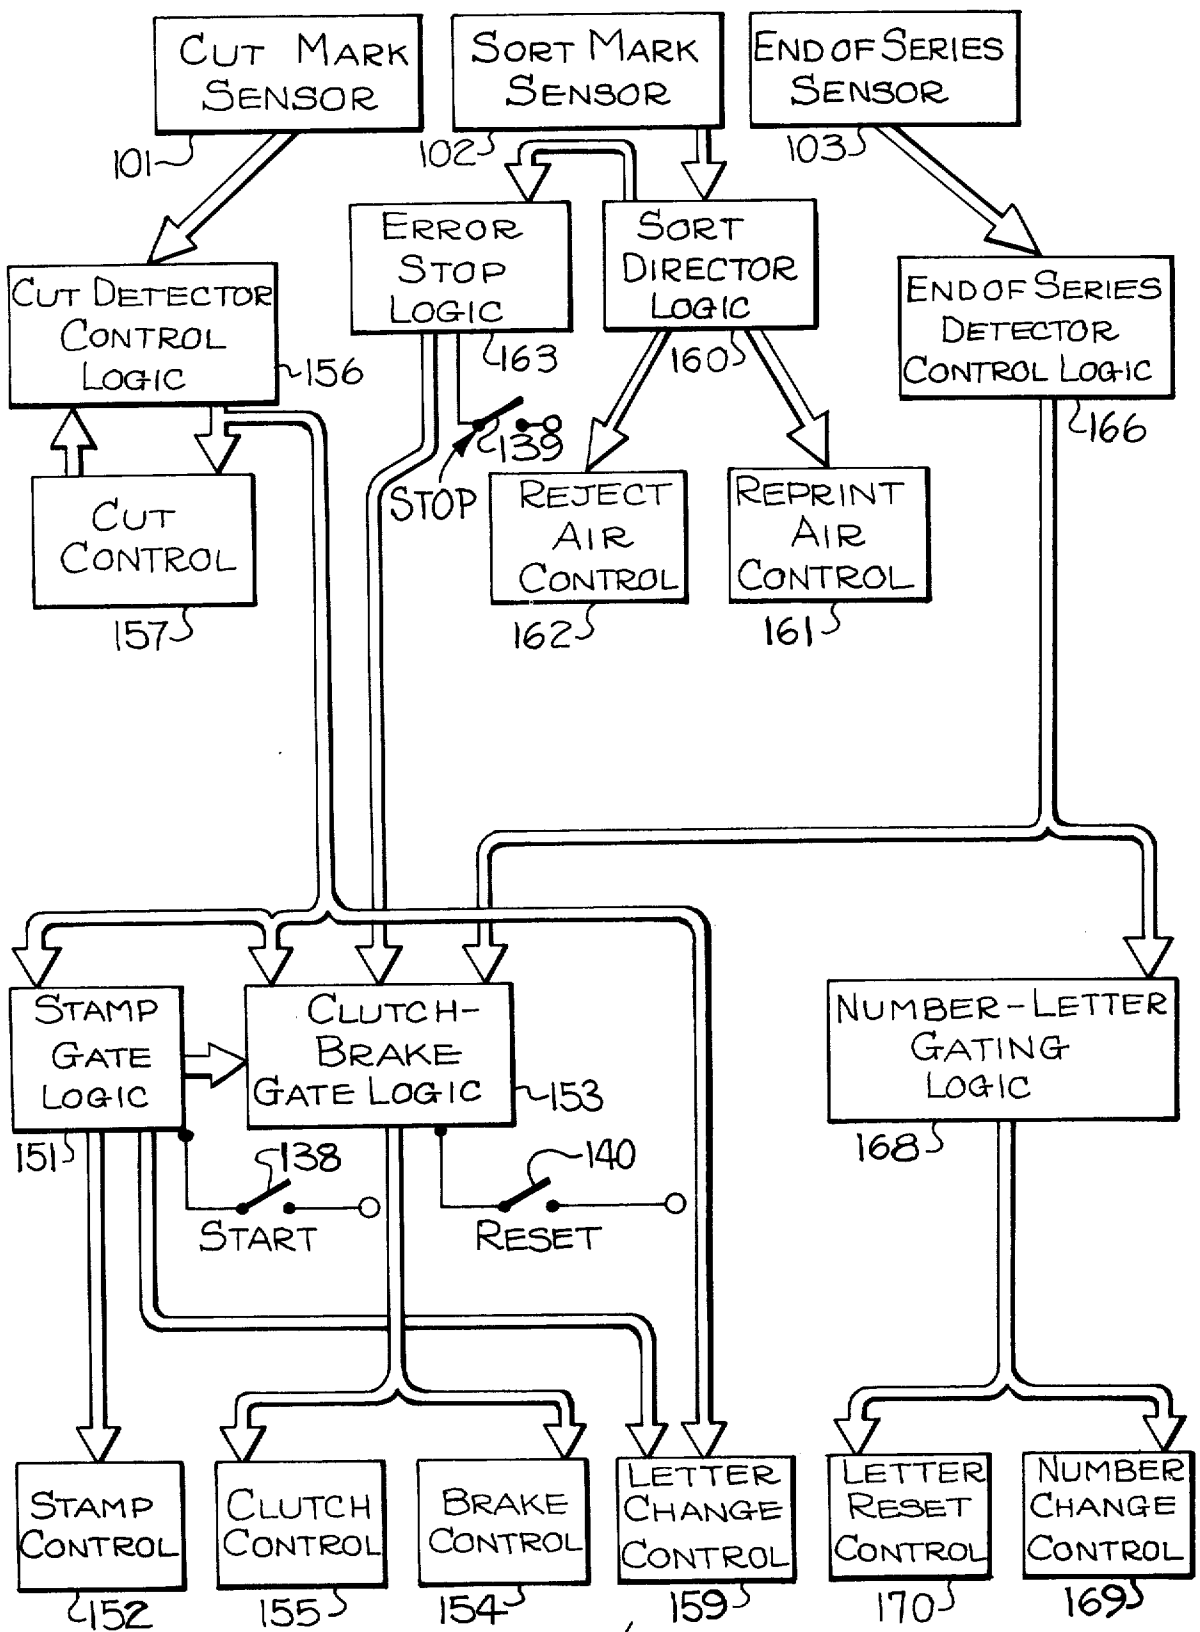 CUT MARK
SENSOR
101
SORT MARK
SENSOR
102
END OF SERIES
SENSOR
103
CUT DETECTOR
CONTROL
LOGIC
156
ERROR
STOP
LOGIC
163
SORT
DIRECTOR
LOGIC
160
END OF SERIES
DETECTOR
CONTROL LOGIC
166
139
STOP
CUT
CONTROL
157
REJECT
AIR
CONTROL
162
REPRINT
AIR
CONTROL
161
STAMP
GATE
LOGIC
151
CLUTCH-
BRAKE
GATE LOGIC
153
NUMBER-LETTER
GATING
LOGIC
168
138
START
140
RESET
STAMP
CONTROL
152
CLUTCH
CONTROL
155
BRAKE
CONTROL
154
LETTER
CHANGE
CONTROL
159
LETTER
RESET
CONTROL
170
NUMBER
CHANGE
CONTROL
169